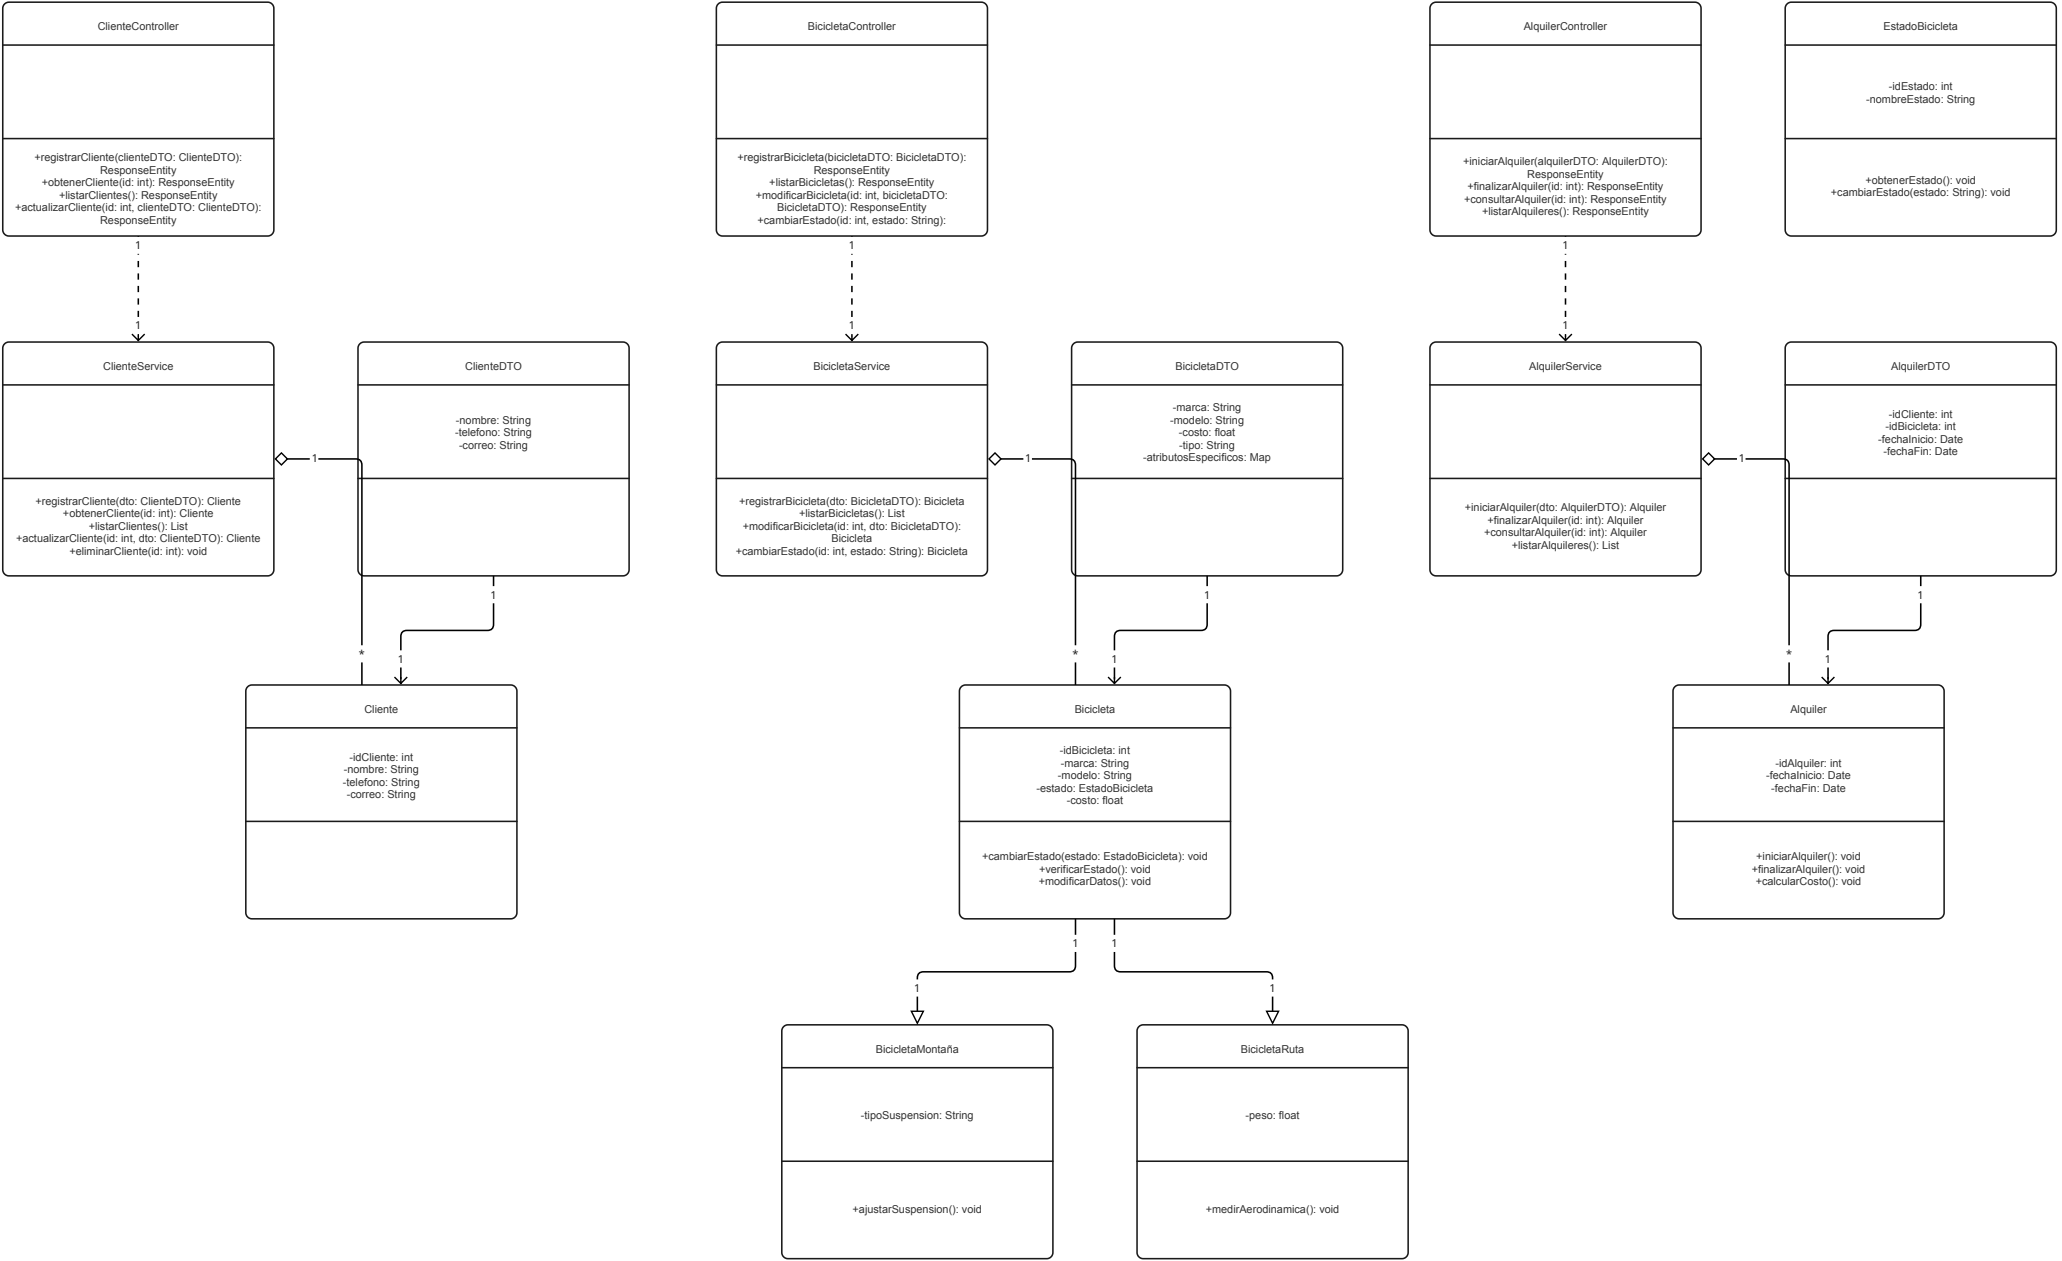 ClienteController
+registrarCliente(clienteDTO: ClienteDTO):
ResponseEntity
+obtenerCliente(id: int): ResponseEntity
+listarClientes(): ResponseEntity
+actualizarCliente(id: int, clienteDTO: ClienteDTO):
ResponseEntity
1
1
BicicletaController
+registrarBicicleta(bicicletaDTO: BicicletaDTO):
ResponseEntity
+listarBicicletas(): ResponseEntity
+modificarBicicleta(id: int, bicicletaDTO:
BicicletaDTO): ResponseEntity
+cambiarEstado(id: int, estado: String):
1
1
AlquilerController
+iniciarAlquiler(alquilerDTO: AlquilerDTO):
ResponseEntity
+finalizarAlquiler(id: int): ResponseEntity
+consultarAlquiler(id: int): ResponseEntity
+listarAlquileres(): ResponseEntity
1
1
EstadoBicicleta
-idEstado: int
-nombreEstado: String
+obtenerEstado(): void
+cambiarEstado(estado: String): void
ClienteService
+registrarCliente(dto: ClienteDTO): Cliente
+obtenerCliente(id: int): Cliente
+listarClientes(): List
+actualizarCliente(id: int, dto: ClienteDTO): Cliente
+eliminarCliente(id: int): void
1
*
ClienteDTO
-nombre: String
-telefono: String
-correo: String
1
1
BicicletaService
+registrarBicicleta(dto: BicicletaDTO): Bicicleta
+listarBicicletas(): List
+modificarBicicleta(id: int, dto: BicicletaDTO):
Bicicleta
+cambiarEstado(id: int, estado: String): Bicicleta
1
*
BicicletaDTO
-marca: String
-modelo: String
-costo: float
-tipo: String
-atributosEspecificos: Map
1
1
AlquilerService
+iniciarAlquiler(dto: AlquilerDTO): Alquiler
+finalizarAlquiler(id: int): Alquiler
+consultarAlquiler(id: int): Alquiler
+listarAlquileres(): List
1
*
AlquilerDTO
-idCliente: int
-idBicicleta: int
-fechaInicio: Date
-fechaFin: Date
1
1
Cliente
-idCliente: int
-nombre: String
-telefono: String
-correo: String
Bicicleta
-idBicicleta: int
-marca: String
-modelo: String
-estado: EstadoBicicleta
-costo: float
+cambiarEstado(estado: EstadoBicicleta): void
+verificarEstado(): void
+modificarDatos(): void
1
1
1
1
Alquiler
-idAlquiler: int
-fechaInicio: Date
-fechaFin: Date
+iniciarAlquiler(): void
+finalizarAlquiler(): void
+calcularCosto(): void
BicicletaMontaña
-tipoSuspension: String
+ajustarSuspension(): void
BicicletaRuta
-peso: float
+medirAerodinamica(): void